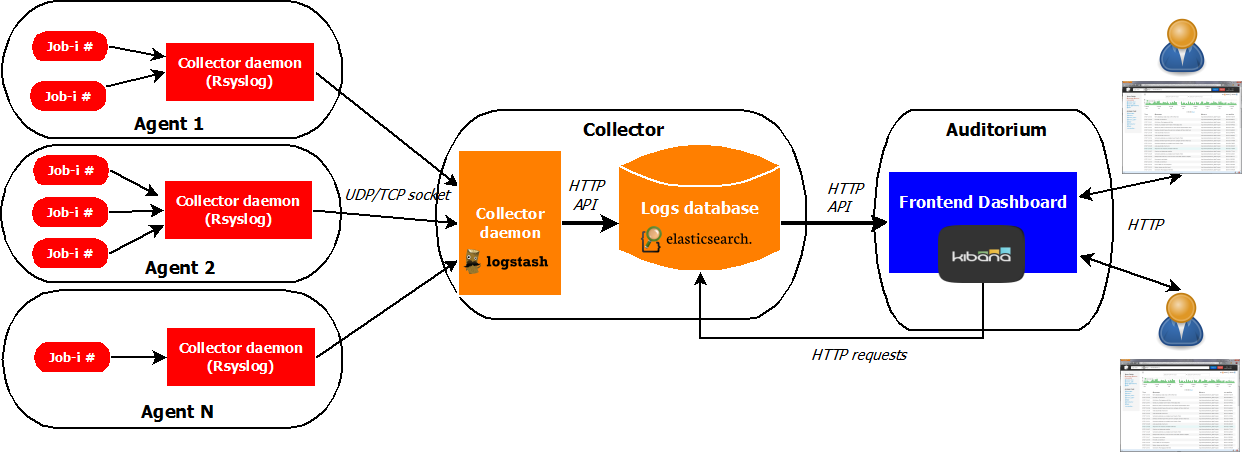 Job-i #
Job-i #
Collector daemon
(Rsyslog)
Agent 1
Job-i #
Job-i #
Job-i #
Collector daemon
(Rsyslog)
Agent 2
Job-i #
Collector daemon
(Rsyslog)
Agent N
UDP/TCP socket
Collector
Collector
daemon
logstash
HTTP
API
Logs database
elasticsearch.
HTTP
API
Auditorium
Frontend Dashboard
kibana
HTTP requests
HTTP